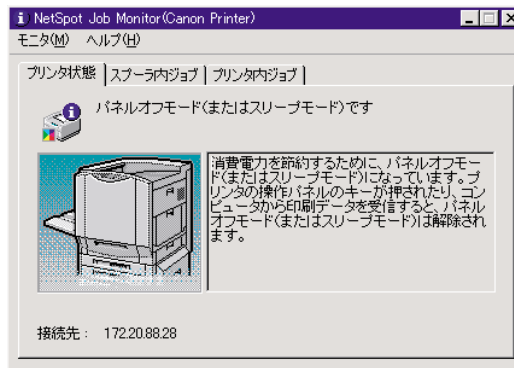 NetSpot Job Monitor(Canon Printer)
モニタ(M) ヘルプ(H)
プリンタ状態 スプーラ内ジョブ プリンタ内ジョブ
パネルオフモード(またはスリープモード)です
消費電力を節約するために、パネルオフモー
ド(またはスリープモード)になっています。プ
リンタの操作パネルのキーが押されたり、コン
ピュータから印刷データを受信すると、パネル
オフモード(またはスリープモード)は解除され
ます。
接続先: 172.20.88.28